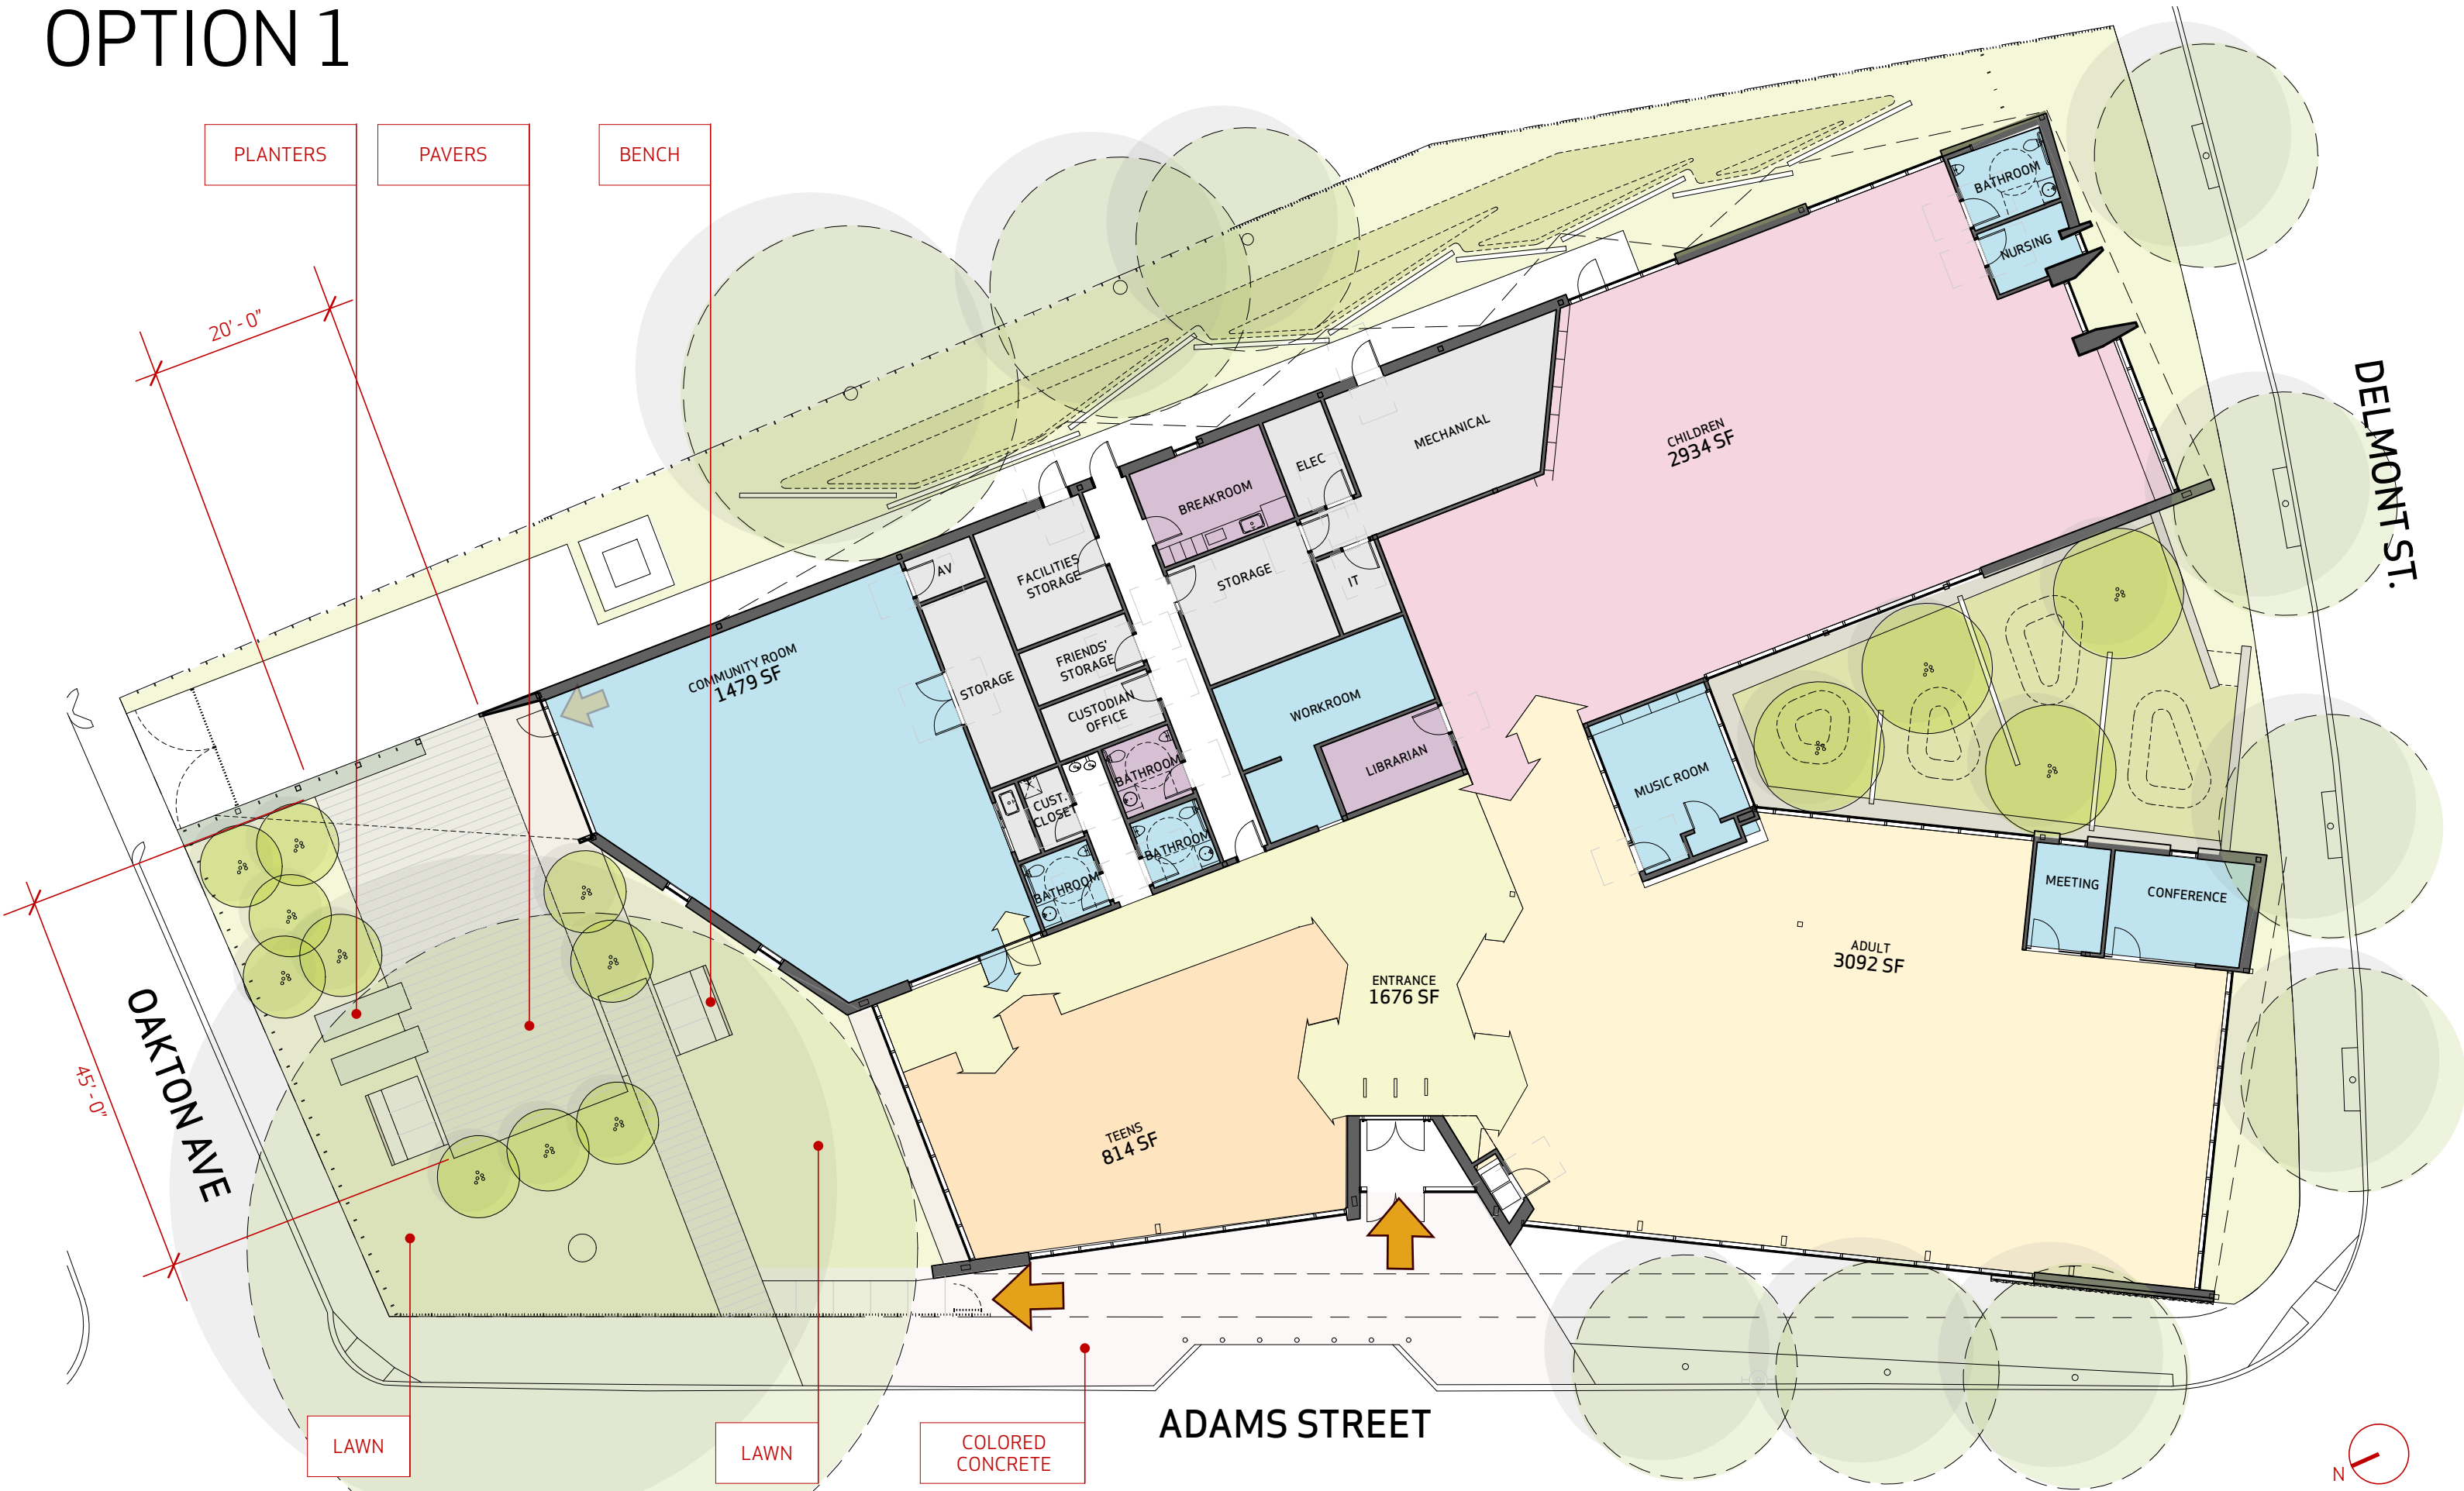 OPTION 1
PLANTERS
PAVERS
BENCH
20' - 0"
45' - 0"
BATHROOM
NURSING
DELMONT ST.
CHILDREN
2934 SF
MECHANICAL
ELEC
BREAKROOM
STORAGE
IT
AV
FACILITIES
STORAGE
FRIENDS'
STORAGE
STORAGE
CUSTODIAN
OFFICE
COMMUNITY ROOM
1479 SF
WORKROOM
LIBRARIAN
BATHROOM
CUST.
CLOSET
BATHROOM
BATHROOM
MUSIC ROOM
MEETING
CONFERENCE
ADULT
3092 SF
ENTRANCE
1676 SF
TEENS
814 SF
OAKTON AVE
LAWN
LAWN
COLORED
CONCRETE
ADAMS STREET
N